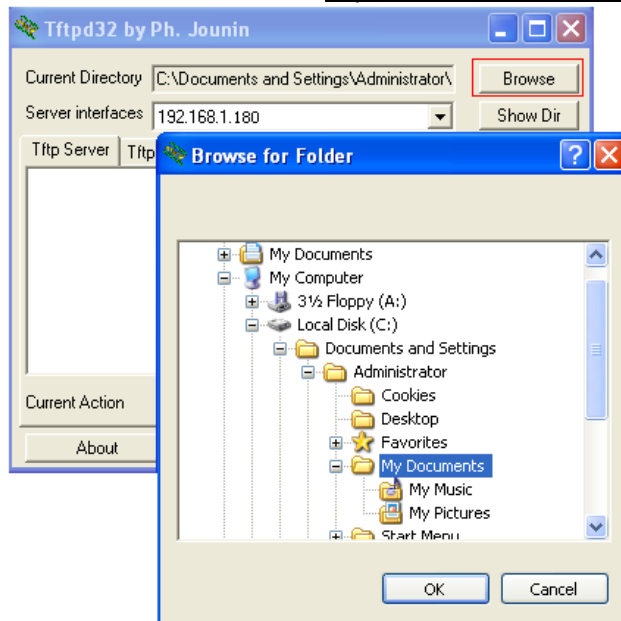 Tftpd32 by Ph. Jounin
Current Directory C:\Documents and Settings\Administrator\ Browse
Server interfaces 192.168.1.180 Show Dir
Tftp Server Tftp
Browse for Folder
My Documents
My Computer
3½ Floppy (A:)
Local Disk (C:)
Documents and Settings
Administrator
Cookies
Desktop
Favorites
My Documents
My Music
My Pictures
Start Menu
Current Action
About
OK Cancel